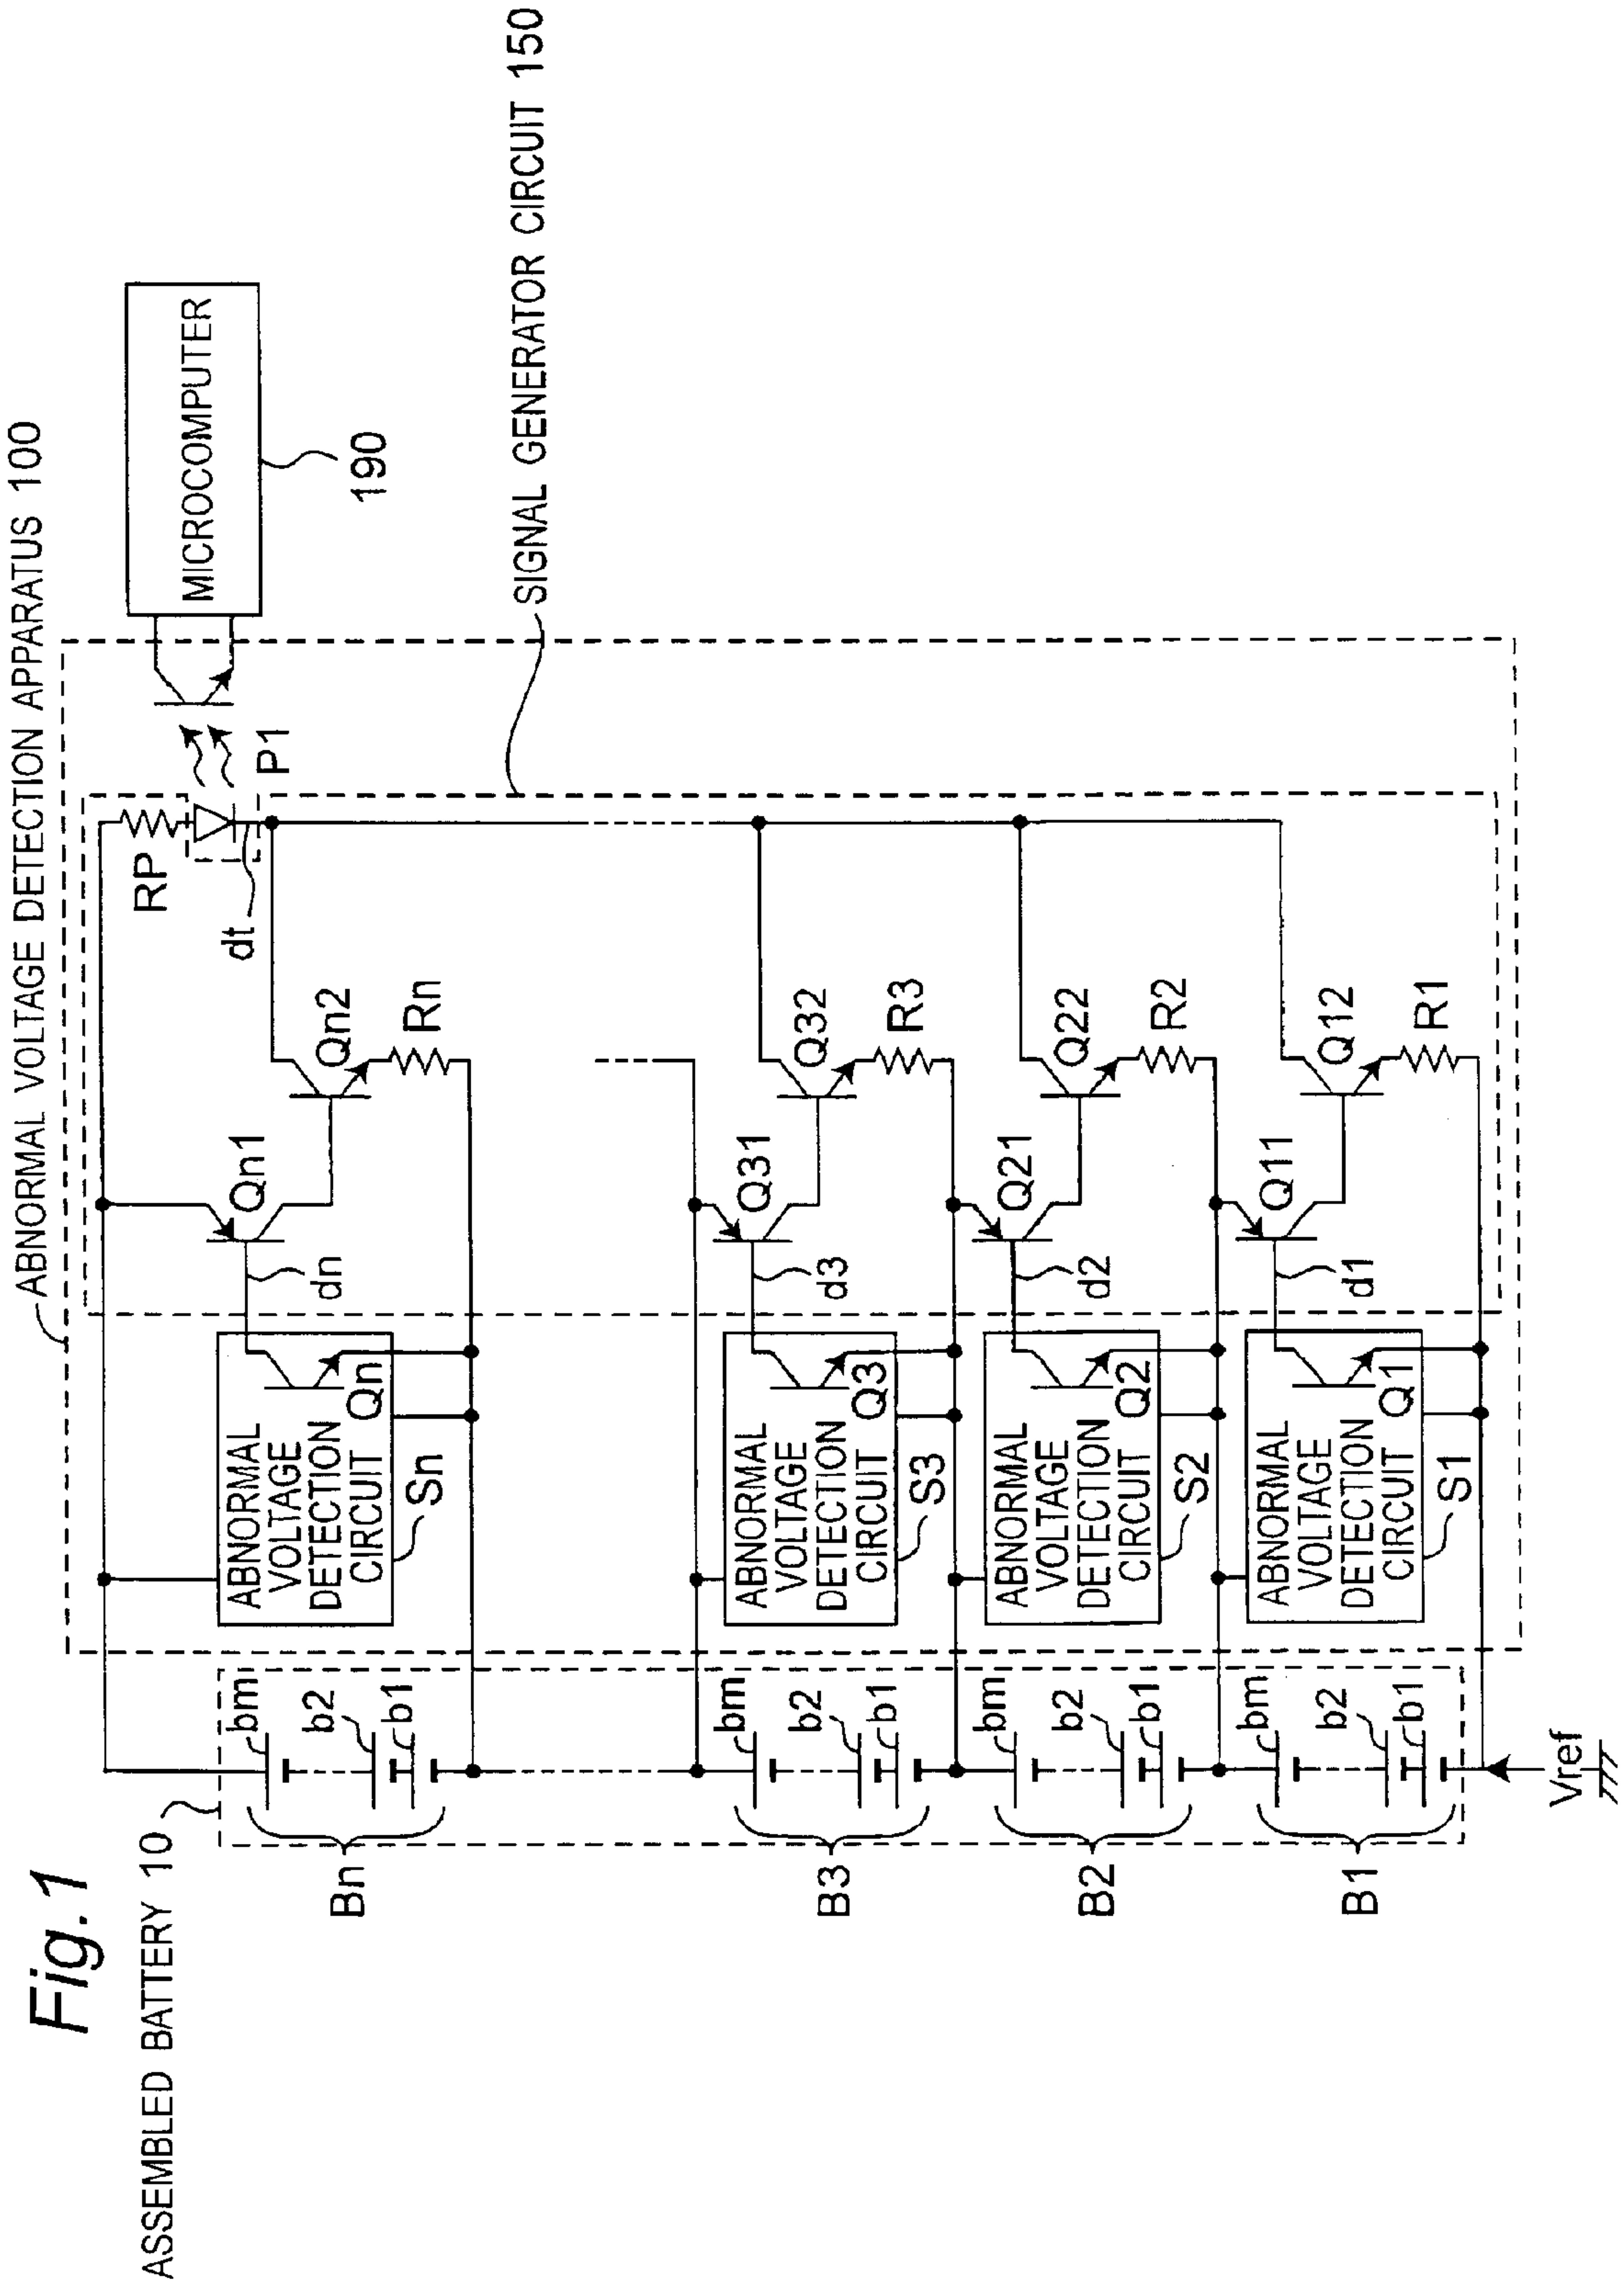 Fig.1
ABNORMAL VOLTAGE DETECTION APPARATUS 100
ASSEMBLED BATTERY 10
MICROCOMPUTER
190
SIGNAL GENERATOR CIRCUIT 150
RP
P1
dt
Bn
bm
b2
b1
ABNORMAL
VOLTAGE
DETECTION
CIRCUIT
Qn
Sn
dn
Qn1
Qn2
Rn
B3
bm
b2
b1
ABNORMAL
VOLTAGE
DETECTION
CIRCUIT
Q3
S3
d3
Q31
Q32
R3
B2
bm
b2
b1
ABNORMAL
VOLTAGE
DETECTION
CIRCUIT
Q2
S2
d2
Q21
Q22
R2
B1
bm
b2
b1
ABNORMAL
VOLTAGE
DETECTION
CIRCUIT
Q1
S1
d1
Q11
Q12
R1
Vref